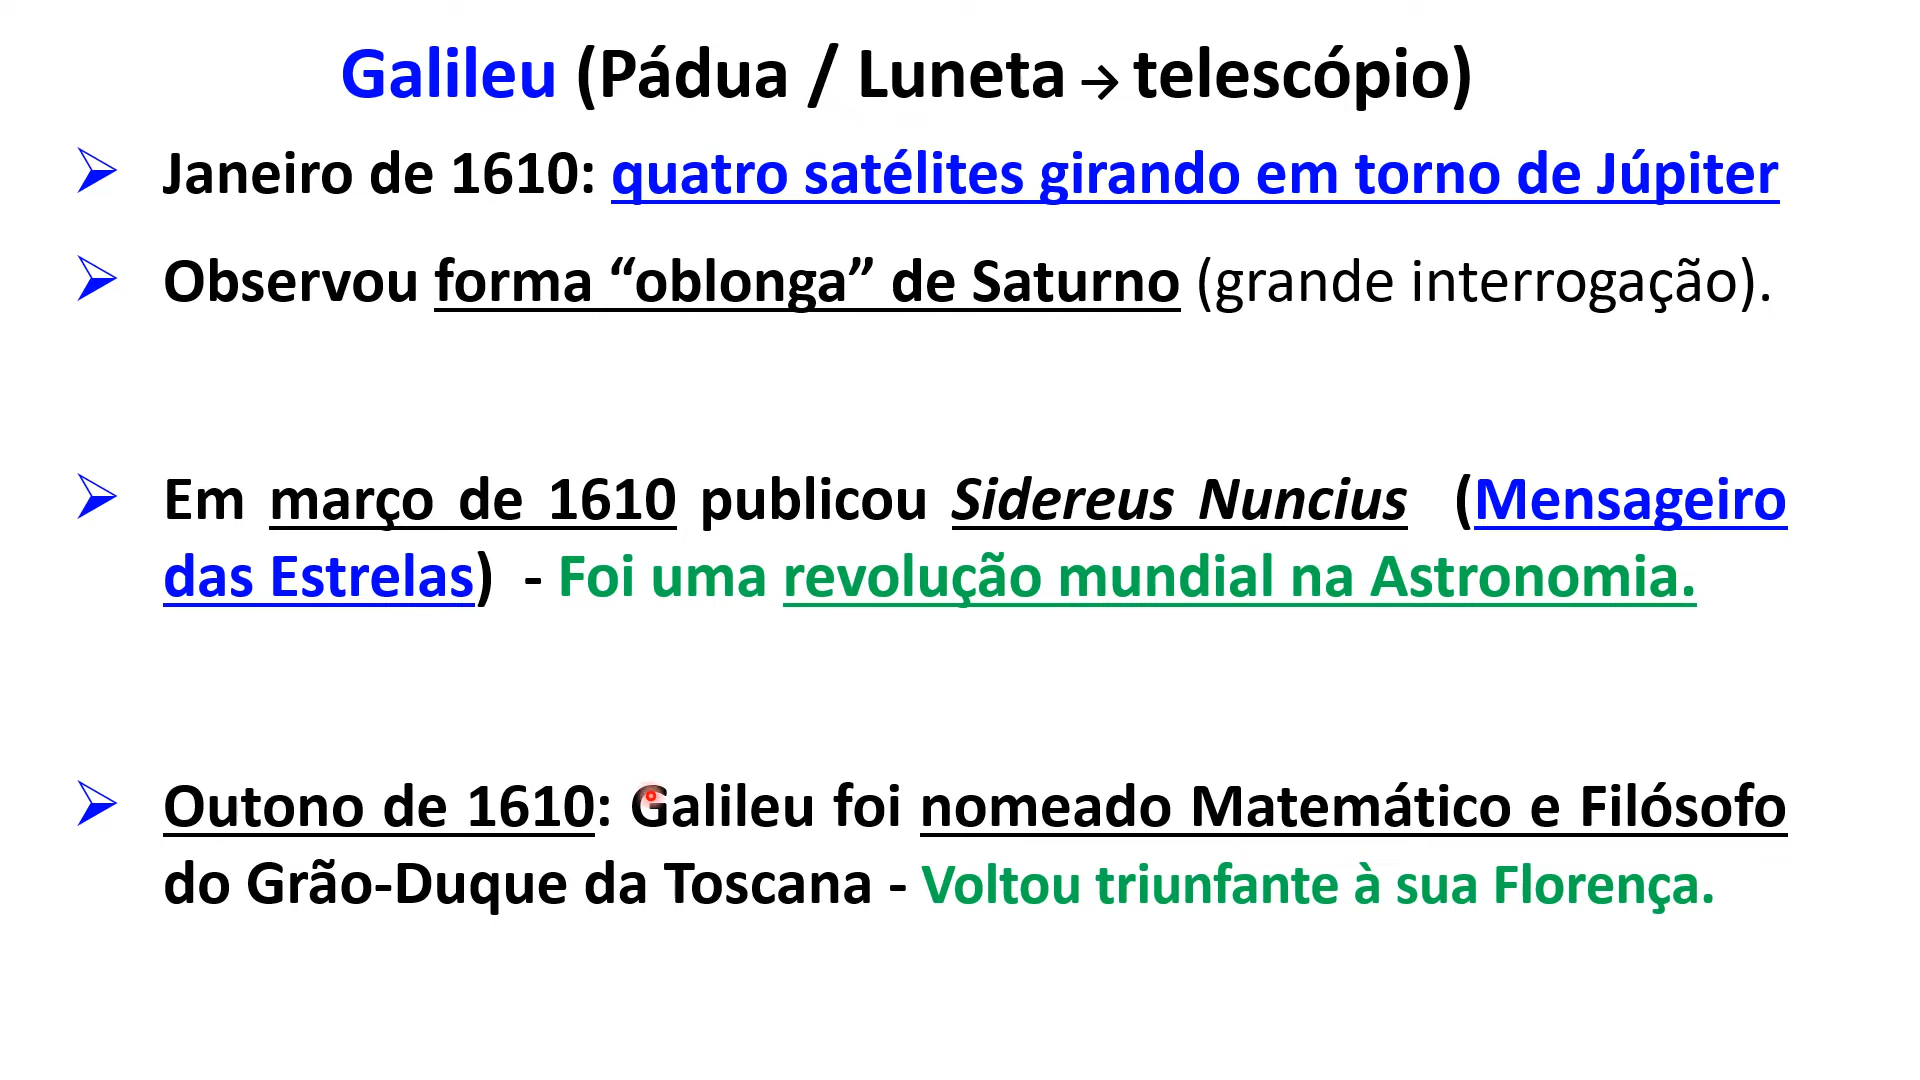 Galileu (Pádua / Luneta → telescópio)
➢ Janeiro de 1610: quatro satélites girando em torno de Júpiter
➢ Observou forma “oblonga” de Saturno (grande interrogação).
➢ Em março de 1610 publicou Sidereus Nuncius (Mensageiro
das Estrelas) - Foi uma revolução mundial na Astronomia.
➢ Outono de 1610: Galileu foi nomeado Matemático e Filósofo
do Grão-Duque da Toscana - Voltou triunfante à sua Florença.